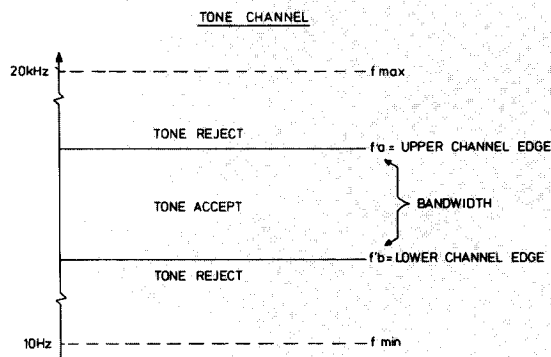 TONE CHANNEL
20kHz
f max
TONE REJECT
f'a = UPPER CHANNEL EDGE
TONE ACCEPT
BANDWIDTH
f'b = LOWER CHANNEL EDGE
TONE REJECT
10Hz
f min